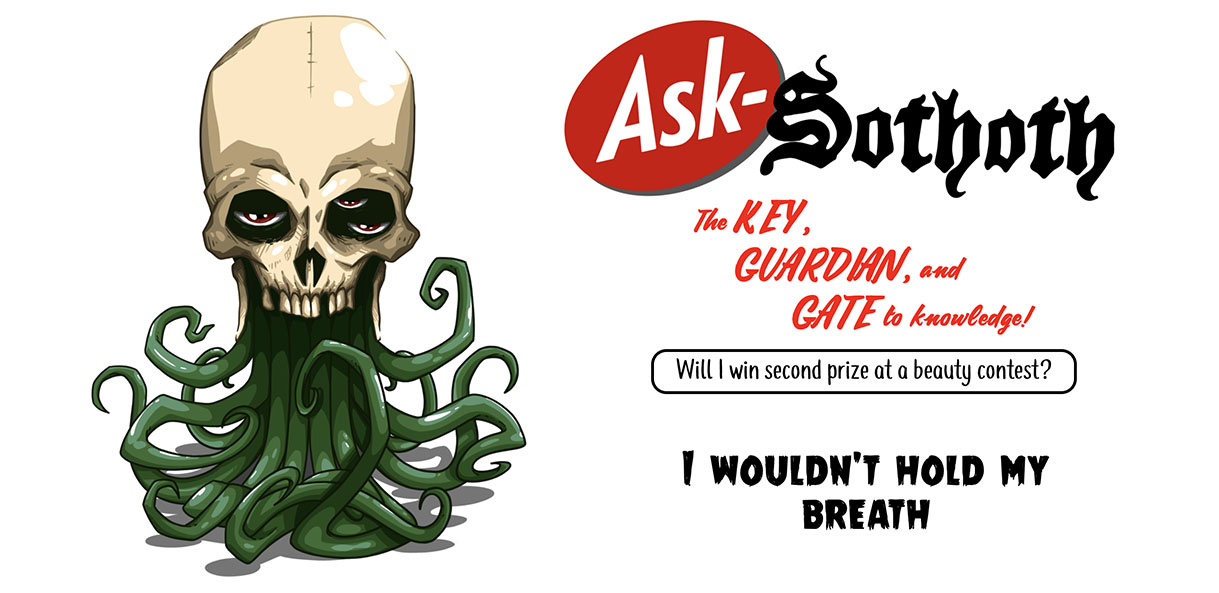 Ask-Sothoth
The KEY,
GUARDIAN, and
GATE to knowledge!
Will I win second prize at a beauty contest?
I WOULDN'T HOLD MY
BREATH